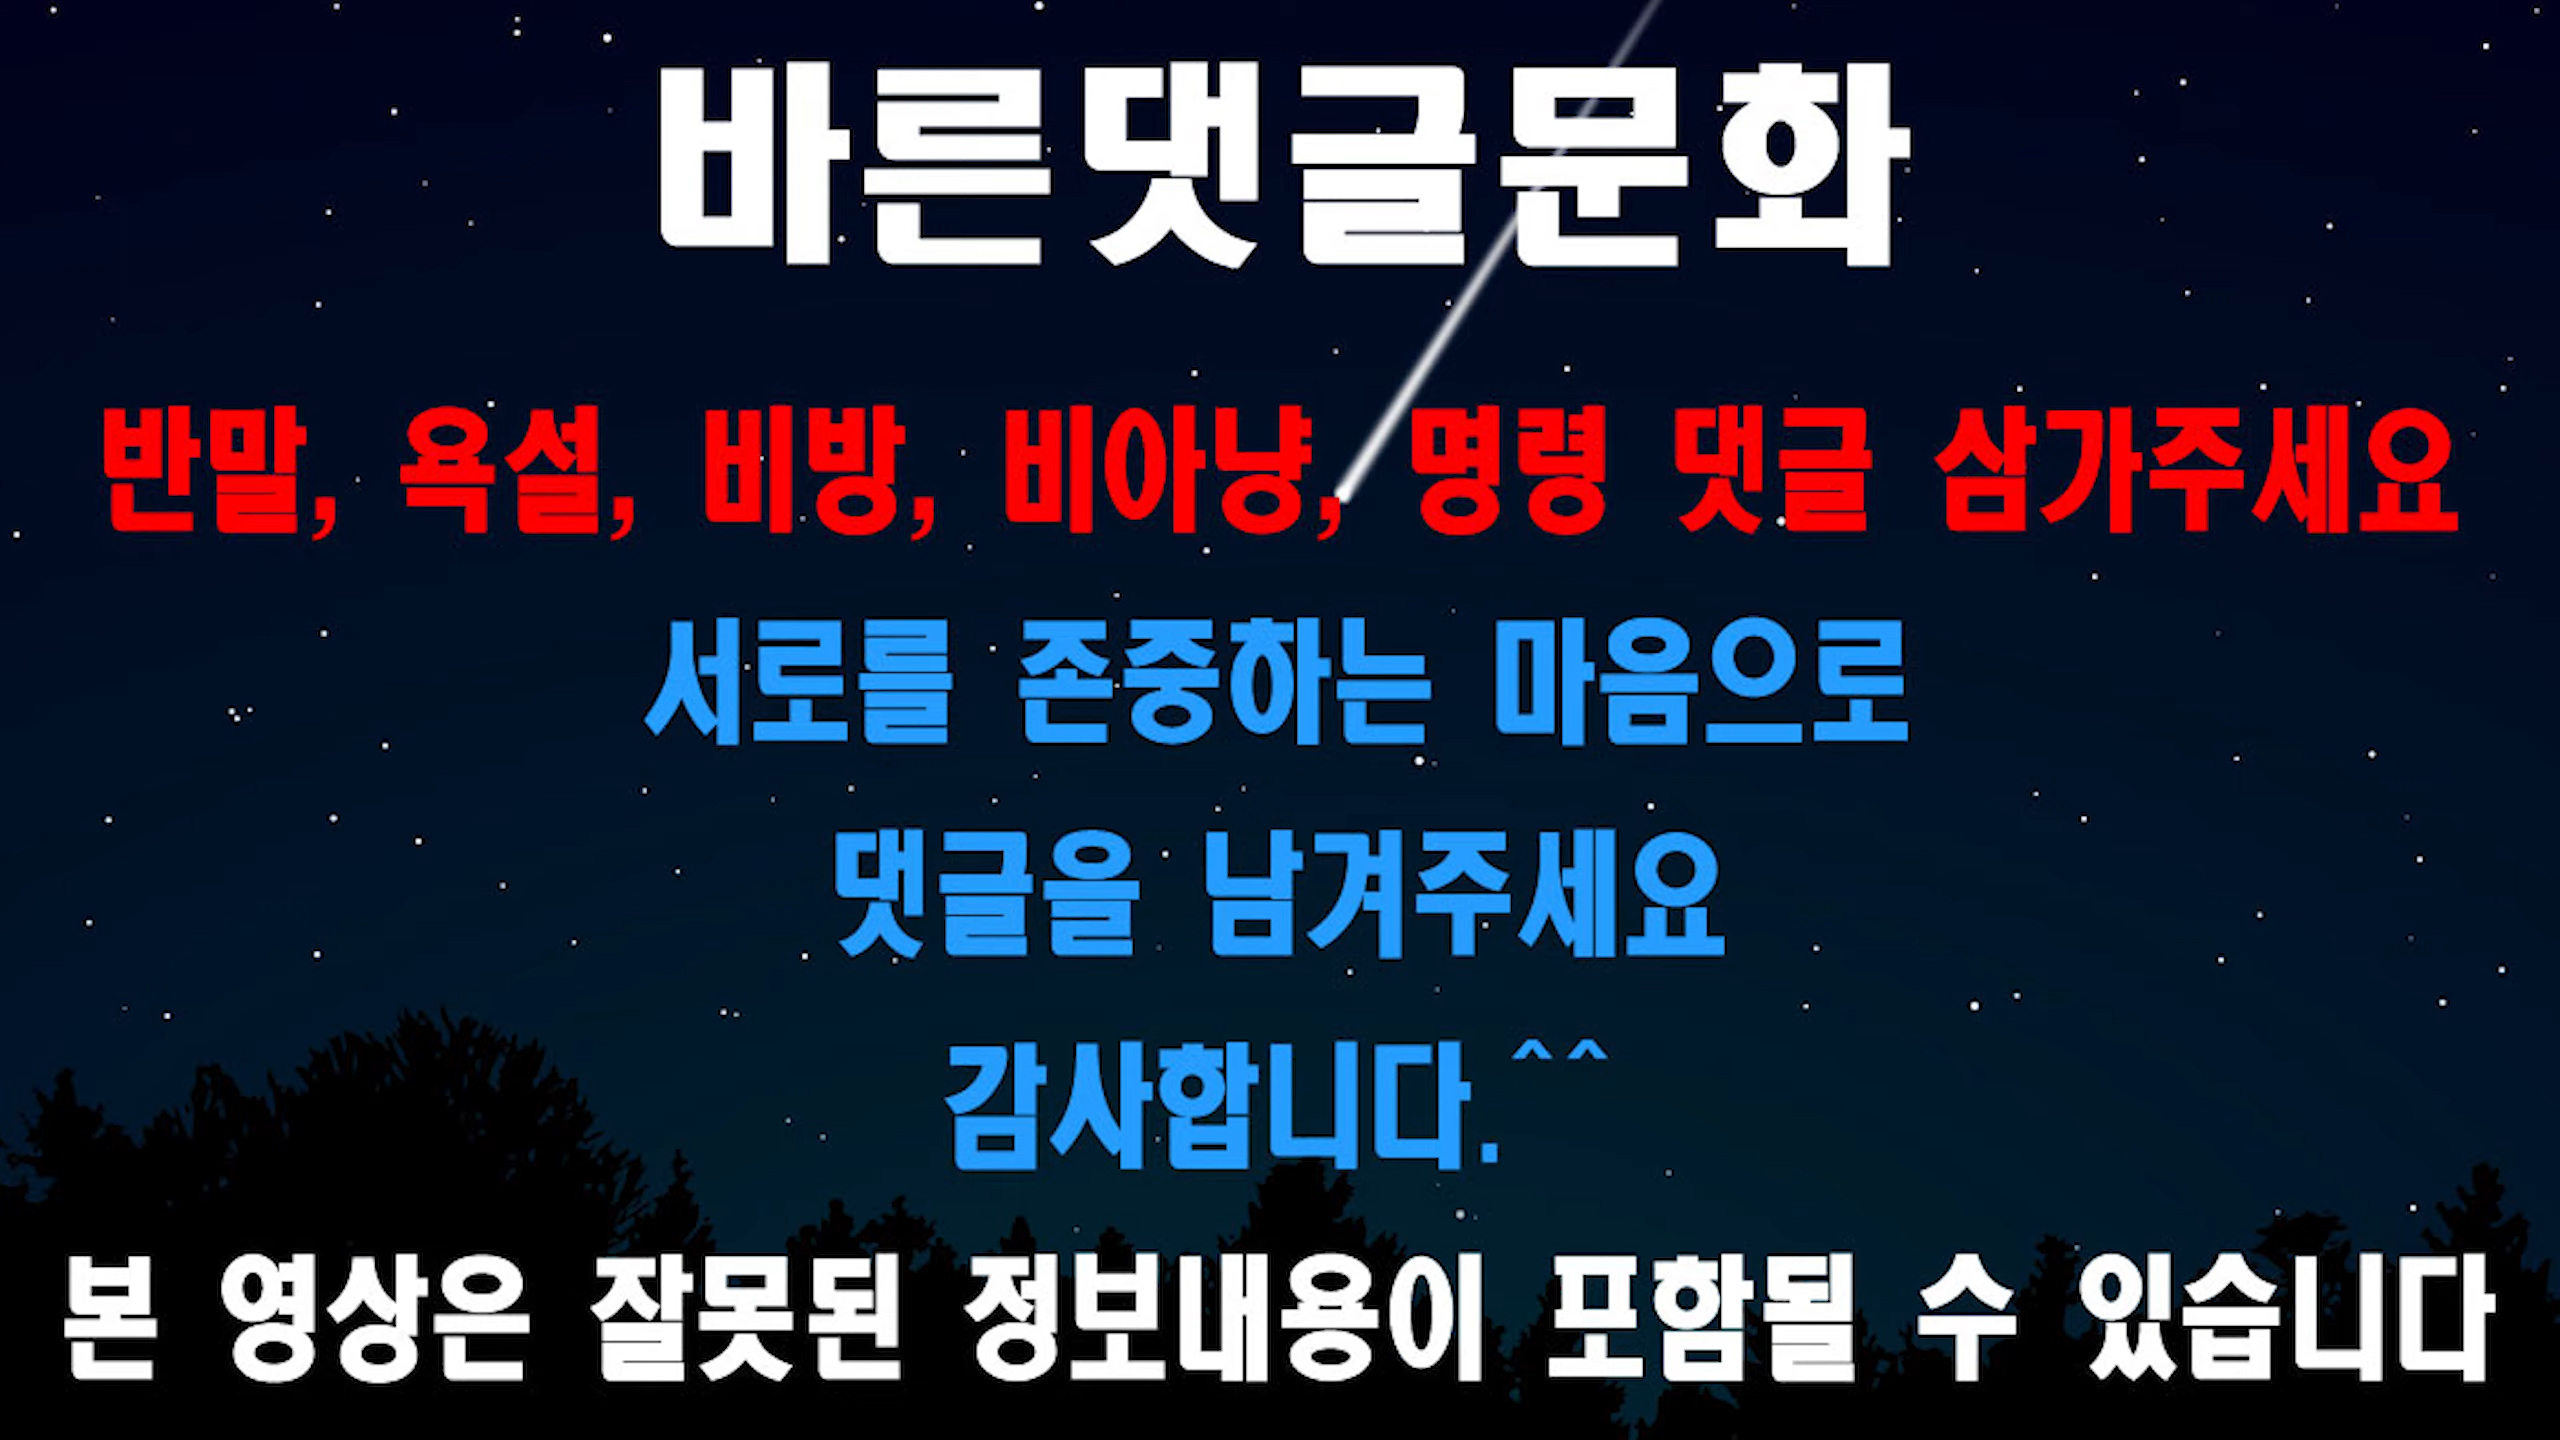 바른댓글문화
반말, 욕설, 비방, 비아냥, 명령 댓글 삼가주세요
서로를 존중하는 마음으로
댓글을 남겨주세요
감사합니다.^^
본 영상은 잘못된 정보내용이 포함될 수 있습니다